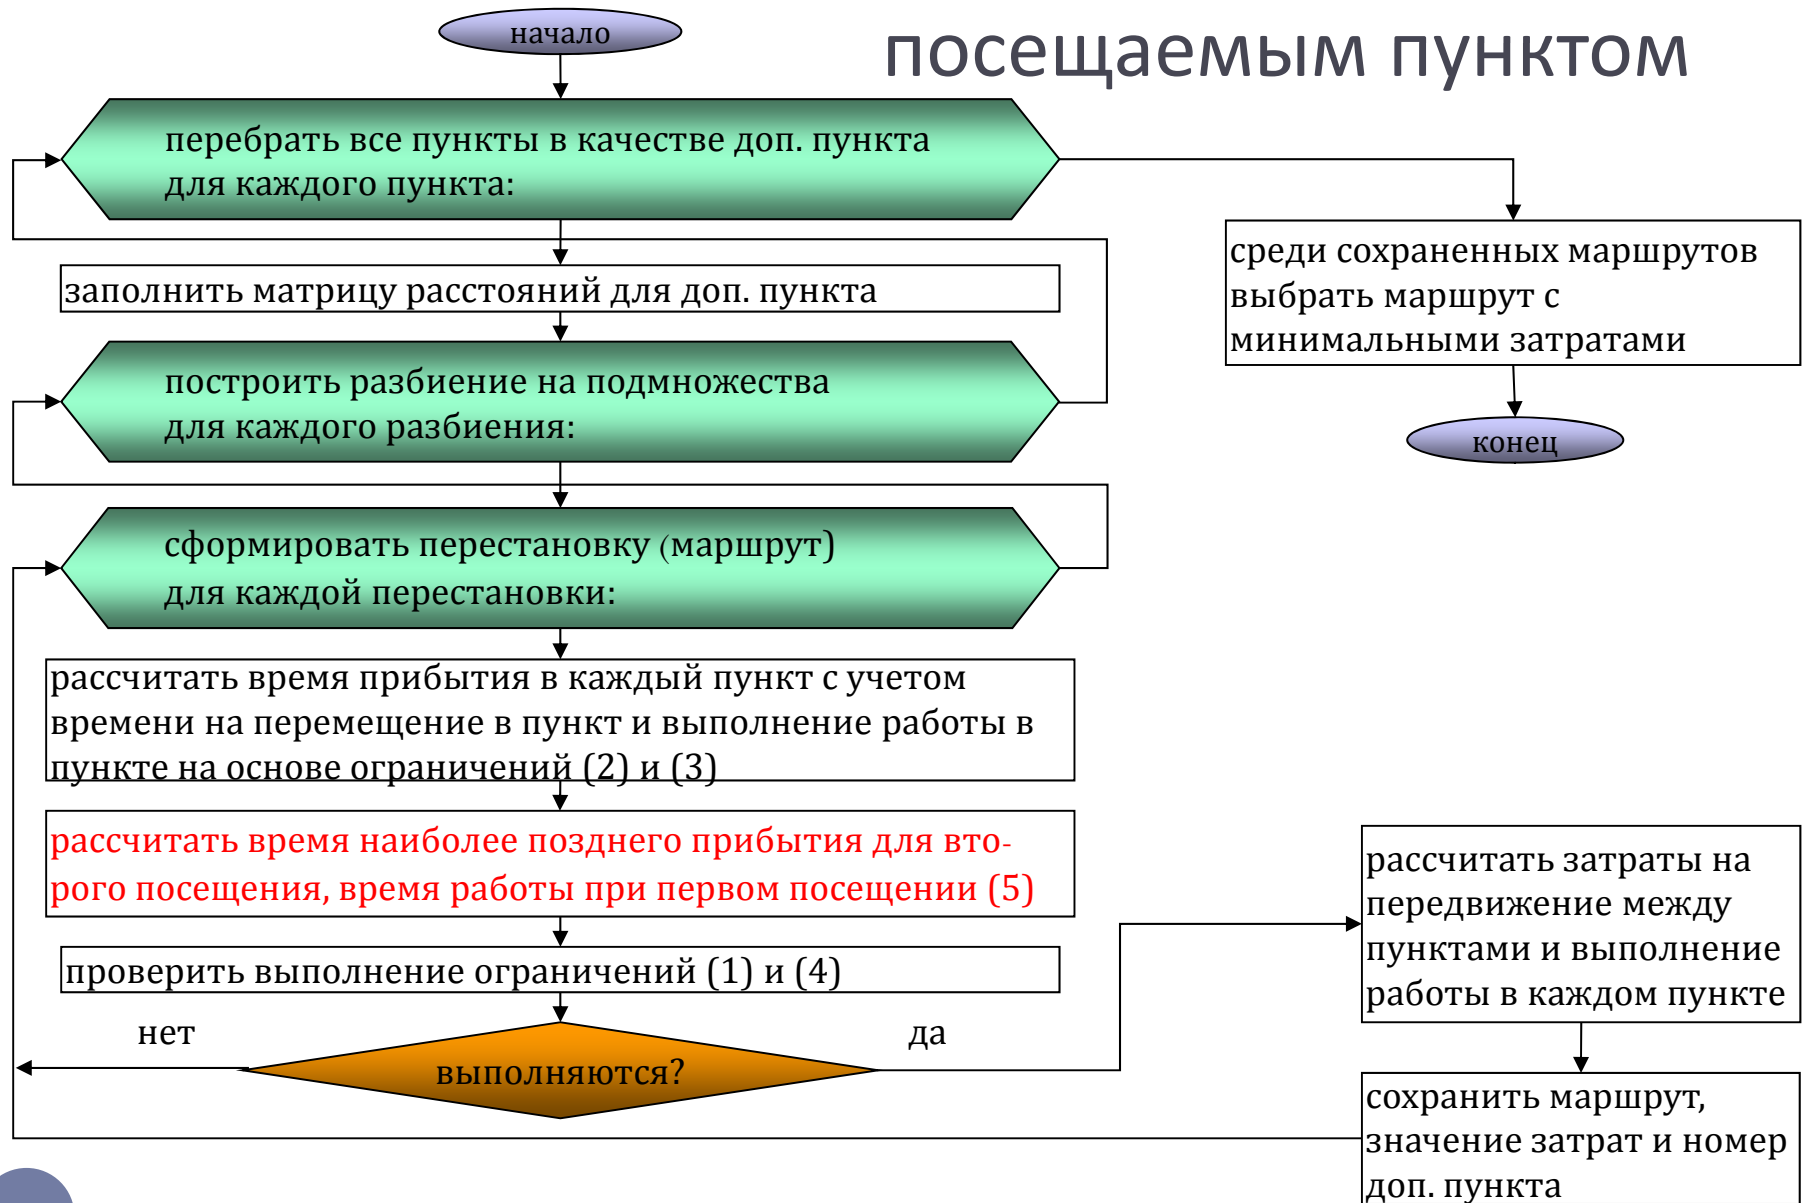 посещаемым пунктом
начало
перебрать все пункты в качестве доп. пункта
для каждого пункта:
среди сохраненных маршрутов
выбрать маршрут с
минимальными затратами
заполнить матрицу расстояний для доп. пункта
построить разбиение на подмножества
для каждого разбиения:
конец
сформировать перестановку (маршрут)
для каждой перестановки:
рассчитать время прибытия в каждый пункт с учетом
времени на перемещение в пункт и выполнение работы в
пункте на основе ограничений (2) и (3)
рассчитать время наиболее позднего прибытия для вто-
рого посещения, время работы при первом посещении (5)
проверить выполнение ограничений (1) и (4)
нет
да
выполняются?
рассчитать затраты на
передвижение между
пунктами и выполнение
работы в каждом пункте
сохранить маршрут,
значение затрат и номер
доп. пункта